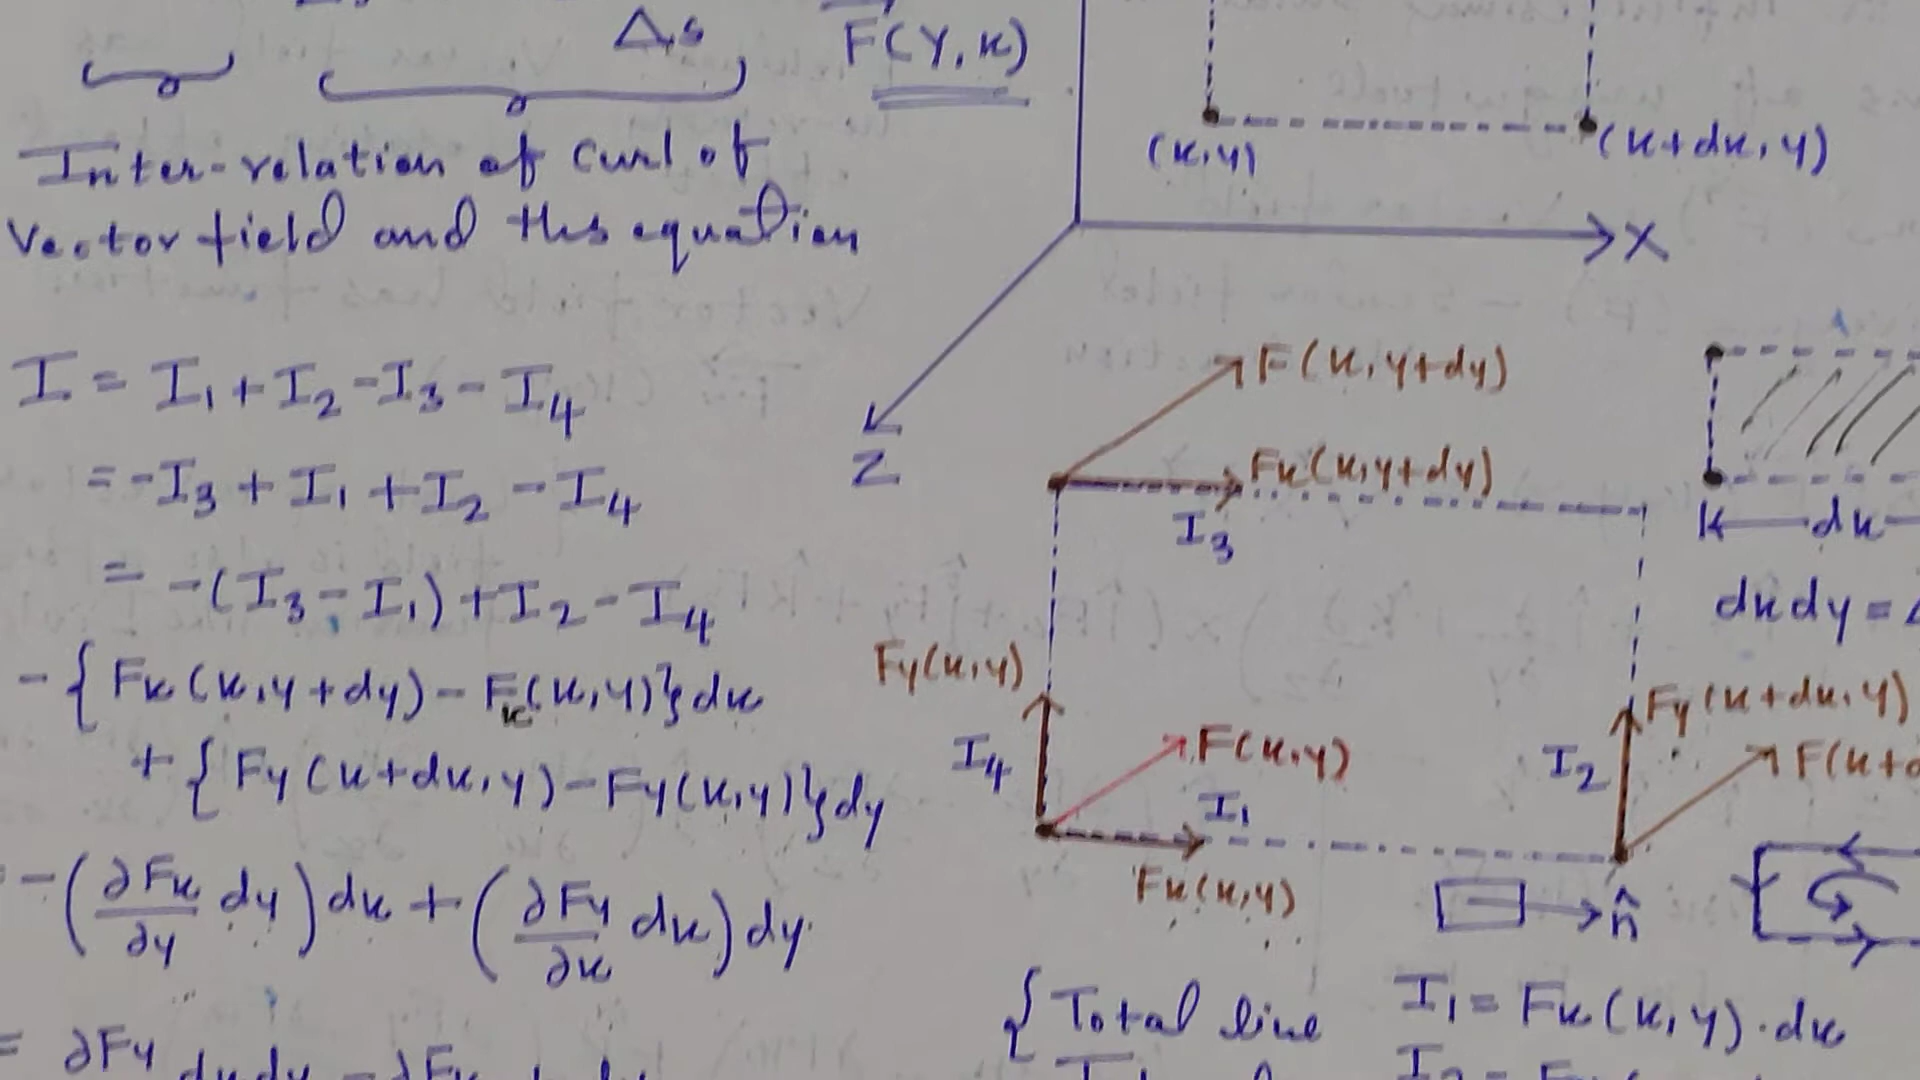 Δs
F(Y,x)
Inter-relation of curl of
vector field and this equation
I = I₁ + I₂ - I₃ - I₄
= -I₃ + I₁ + I₂ - I₄
= -(I₃ - I₁) + I₂ - I₄
- {Fx(x,y+dy) - Fx(x,y)}dx
+ {Fy(x+dx,y) - Fy(x,y)}dy
= -(∂Fx/∂y dy)dx + (∂Fy/∂x dx)dy
= ∂Fy
(x,y)
(x+dx,y)
X
Z
F(x,y+dy)
Fx(x,y+dy)
I₃
dx
dxdy =
Fy(x,y)
Fy(x+dx,y)
I₄
F(x,y)
I₂
F(x+
I₁
Fx(x,y)
n̂
{Total line
I₁ = Fx(x,y).dx